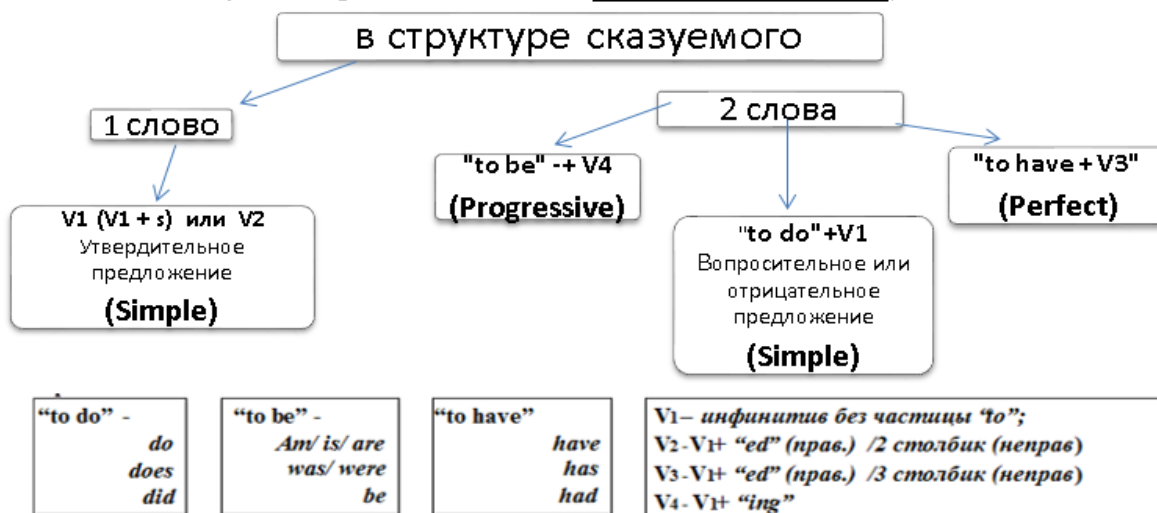 в структуре сказуемого
1 слово
2 слова
"to be" -+ V4
(Progressive)
"to have + V3"
(Perfect)
V1 (V1 + s) или V2
Утвердительное
предложение
(Simple)
"to do"+V1
Вопросительное или
отрицательное
предложение
(Simple)
“to do” -
do
does
did
“to be” -
Am/ is/ are
was/ were
be
“to have”
have
has
had
V1– инфинитив без частицы “to”;
V2-V1+ “ed” (прав.) /2 столбик (неправ)
V3-V1+ “ed” (прав.) /3 столбик (неправ)
V4-V1+ “ing”